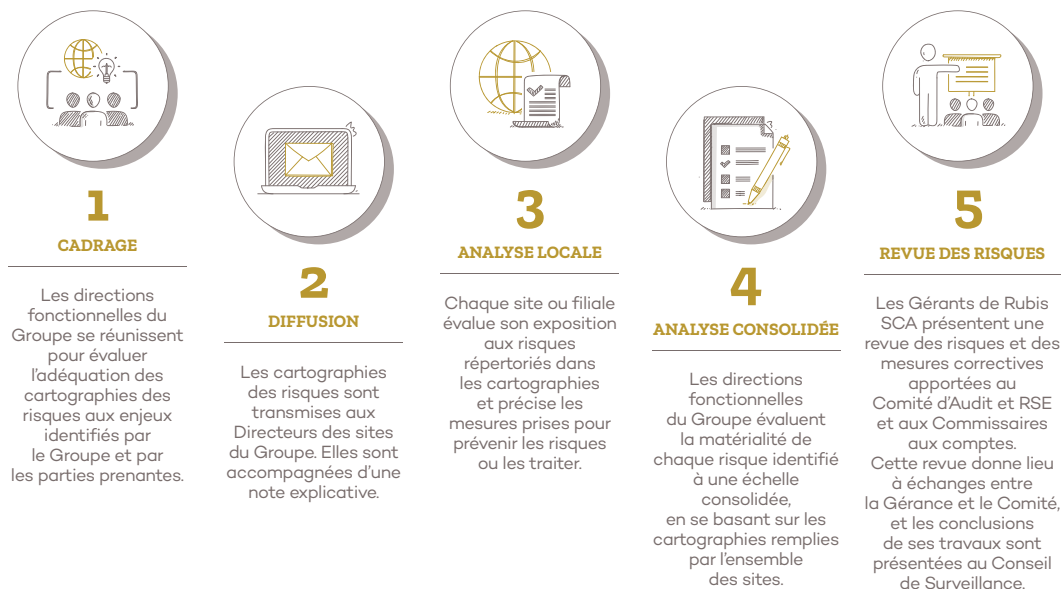 1
CADRAGE
Les directions
fonctionnelles du
Groupe se réunissent
pour évaluer
l’adéquation des
cartographies des
risques aux enjeux
identifiés par
le Groupe et par
les parties prenantes.
2
DIFFUSION
Les cartographies
des risques sont
transmises aux
Directeurs des sites
du Groupe. Elles sont
accompagnées d’une
note explicative.
3
ANALYSE LOCALE
Chaque site ou filiale
évalue son exposition
aux risques
répertoriés dans
les cartographies
et précise les
mesures prises pour
prévenir les risques
ou les traiter.
4
ANALYSE CONSOLIDÉE
Les directions
fonctionnelles
du Groupe évaluent
la matérialité de
chaque risque identifié
à une échelle
consolidée,
en se basant sur les
cartographies remplies
par l’ensemble
des sites.
5
REVUE DES RISQUES
Les Gérants de Rubis
SCA présentent une
revue des risques et des
mesures correctives
apportées au
Comité d’Audit et RSE
et aux Commissaires
aux comptes.
Cette revue donne lieu
à échanges entre
la Gérance et le Comité,
et les conclusions
de ses travaux sont
présentées au Conseil
de Surveillance.